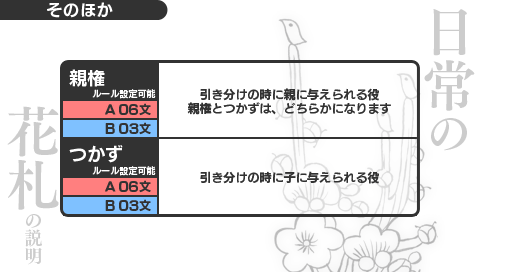 そのほか
日常の
花札の説明
親権
ルール設定可能
A 06文
B 03文
引き分けの時に親に与えられる役
親権とつかずは、どちらかになります
つかず
ルール設定可能
A 06文
B 03文
引き分けの時に子に与えられる役